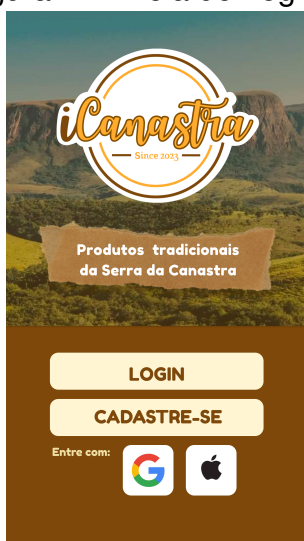 iCanastra
Since 2023
Produtos tradicionais
da Serra da Canastra
LOGIN
CADASTRE-SE
Entre com: